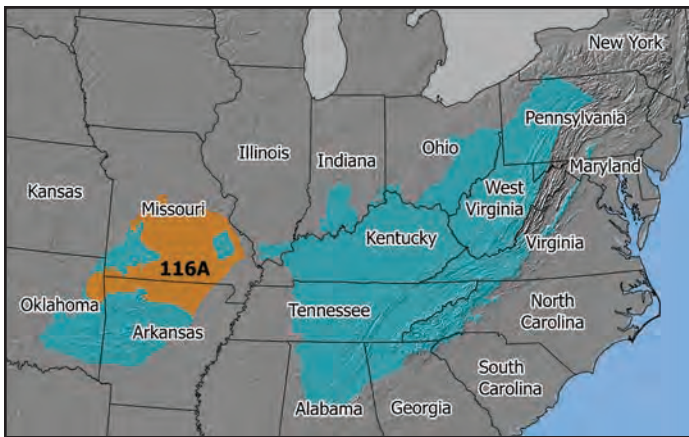 New York
Pennsylvania
Ohio
Illinois
Indiana
Maryland
West
Virginia
Kansas
Missouri
Kentucky
Virginia
116A
Oklahoma
Tennessee
North
Carolina
Arkansas
South
Carolina
Alabama
Georgia